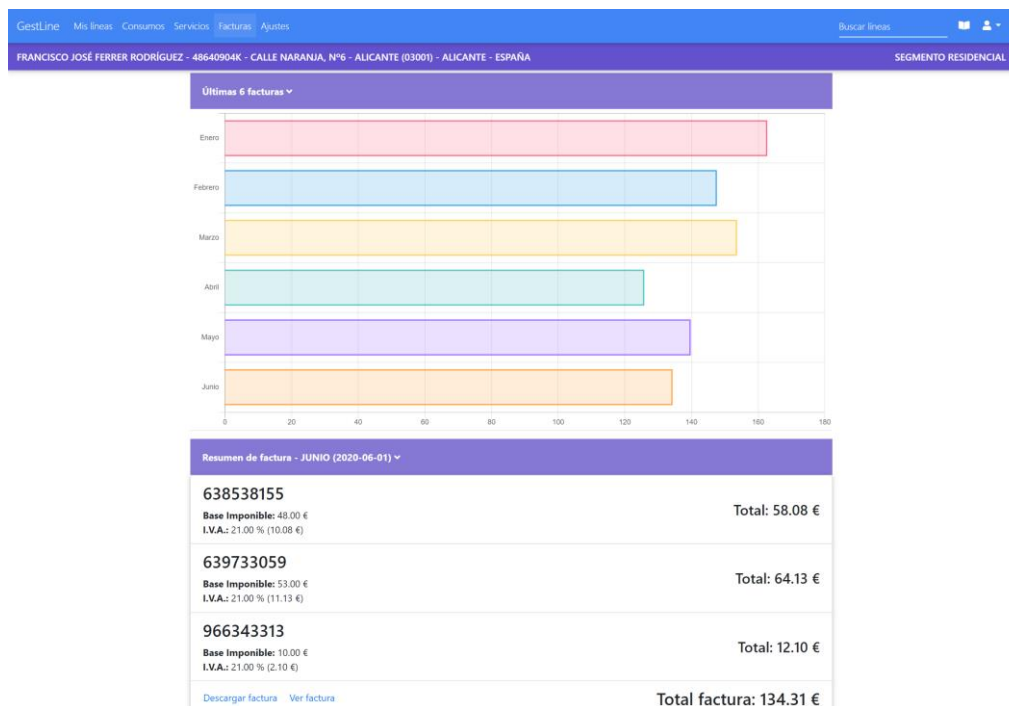 GestLine Mis líneas Consumos Servicios Facturas Ajustes Buscar líneas
FRANCISCO JOSÉ FERRER RODRÍGUEZ - 48640904K - CALLE NARANJA, Nº6 - ALICANTE (03001) - ALICANTE - ESPAÑA SEGMENTO RESIDENCIAL
Últimas 6 facturas
Enero
Febrero
Marzo
Abril
Mayo
Junio
0 20 40 60 80 100 120 140 160 180
Resumen de factura - JUNIO (2020-06-01)
638538155
Base Imponible: 48.00 €
I.V.A.: 21.00 % (10.08 €)
Total: 58.08 €
639733059
Base Imponible: 53.00 €
I.V.A.: 21.00 % (11.13 €)
Total: 64.13 €
966343313
Base Imponible: 10.00 €
I.V.A.: 21.00 % (2.10 €)
Total: 12.10 €
Descargar factura Ver factura Total factura: 134.31 €